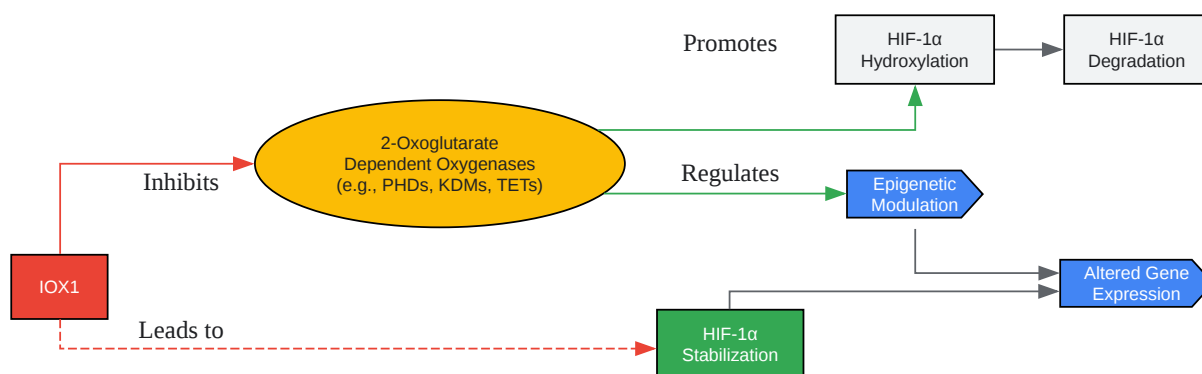 Promotes
HIF-1α
Hydroxylation
HIF-1α
Degradation
2-Oxoglutarate
Dependent Oxygenases
(e.g., PHDs, KDMs, TETs)
Inhibits
Regulates
Epigenetic
Modulation
IOX1
Altered Gene
Expression
Leads to
HIF-1α
Stabilization